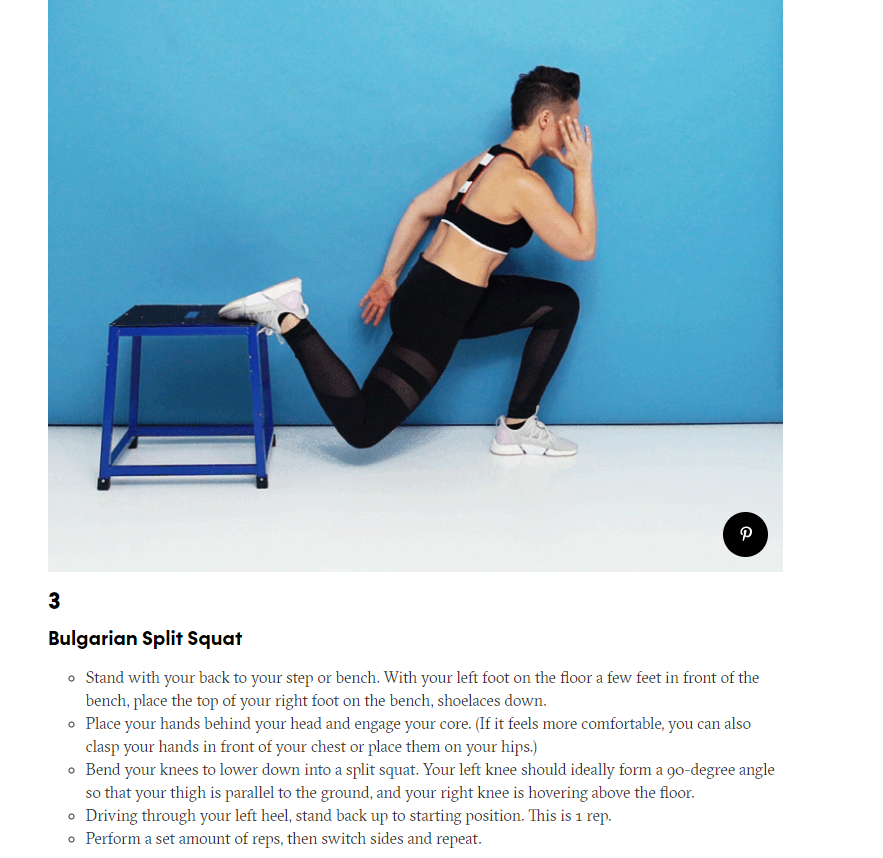 3
Bulgarian Split Squat
Stand with your back to your step or bench. With your left foot on the floor a few feet in front of the
bench, place the top of your right foot on the bench, shoelaces down.
Place your hands behind your head and engage your core. (If it feels more comfortable, you can also
clasp your hands in front of your chest or place them on your hips.)
Bend your knees to lower down into a split squat. Your left knee should ideally form a 90-degree angle
so that your thigh is parallel to the ground, and your right knee is hovering above the floor.
Driving through your left heel, stand back up to starting position. This is 1 rep.
Perform a set amount of reps, then switch sides and repeat.